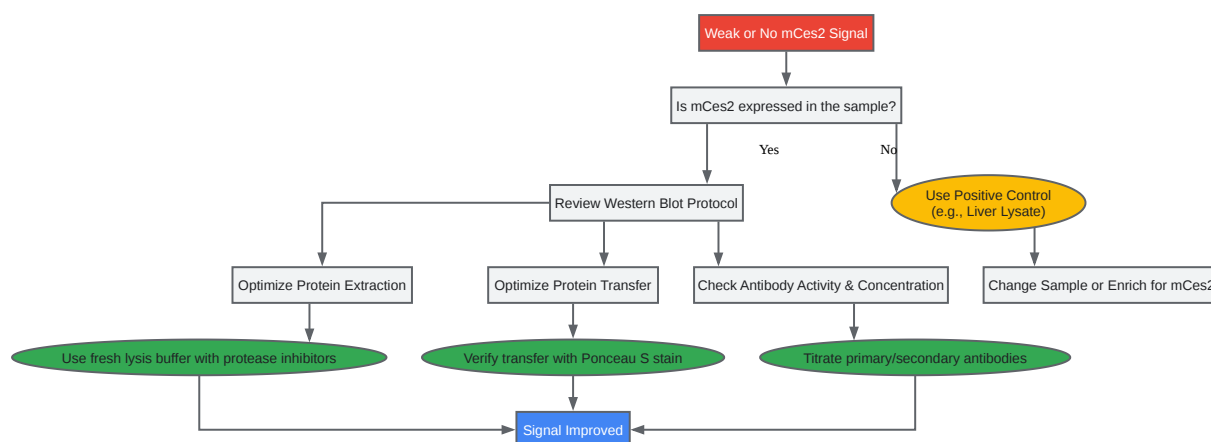 Weak or No mCes2 Signal
Is mCes2 expressed in the sample?
Yes
No
Use Positive Control
(e.g., Liver Lysate)
Review Western Blot Protocol
Optimize Protein Extraction
Optimize Protein Transfer
Check Antibody Activity & Concentration
Change Sample or Enrich for mCes2
Use fresh lysis buffer with protease inhibitors
Verify transfer with Ponceau S stain
Titrate primary/secondary antibodies
Signal Improved